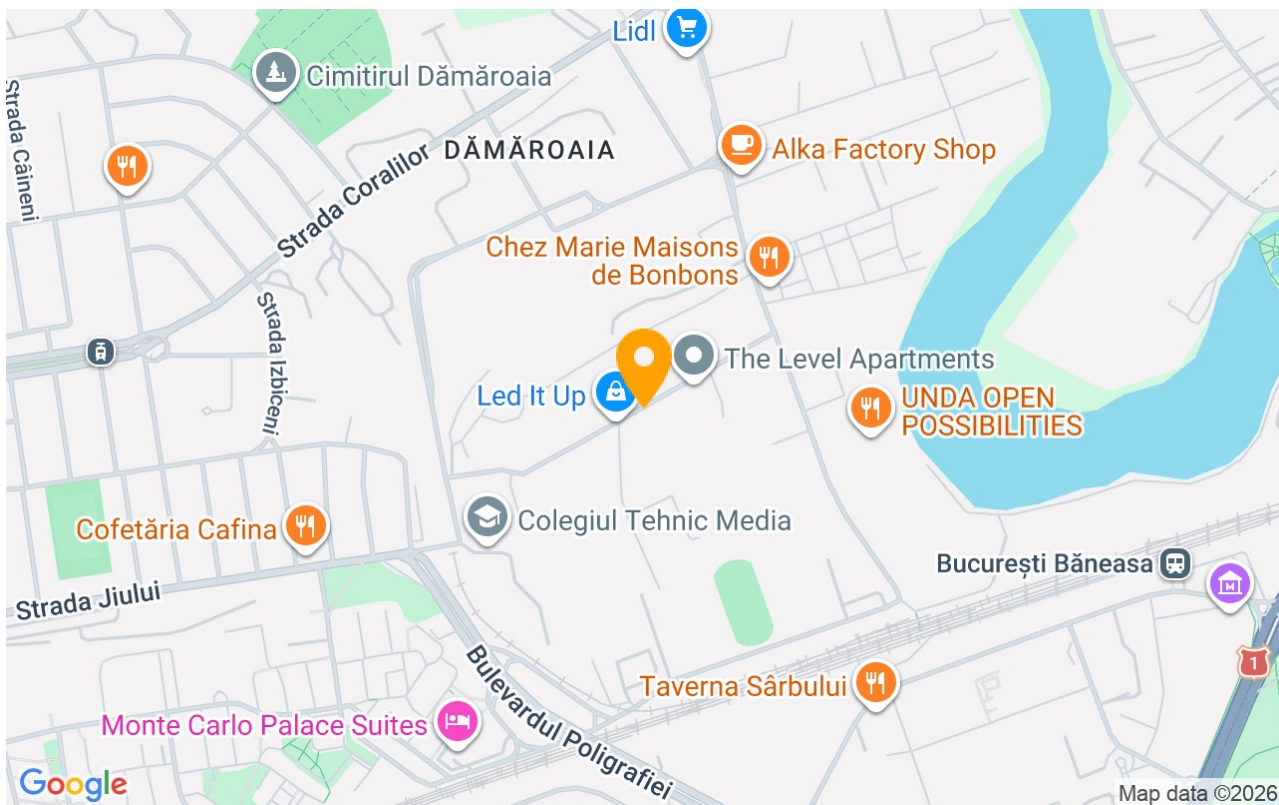 Lidl
Cimitirul Dămăroaia
Strada Câineni
DĂMĂROAIA
Alka Factory Shop
Strada Coralilor
Chez Marie Maisons
de Bonbons
Strada Izbiceni
The Level Apartments
Led It Up
UNDA OPEN
POSSIBILITIES
Colegiul Tehnic Media
Cofetăria Cafina
București Băneasa
M
Strada Jiului
1
Bulevardul Poligrafiei
Taverna Sârbului
Monte Carlo Palace Suites
P
Google
Map data ©2026